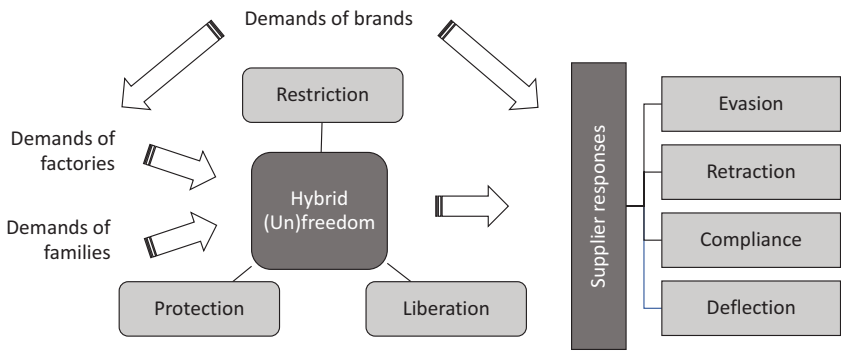 Demands of brands
Restriction
Demands of
factories
Hybrid
(Un)freedom
Demands of
families
Protection
Liberation
Supplier responses
Evasion
Retraction
Compliance
Deflection